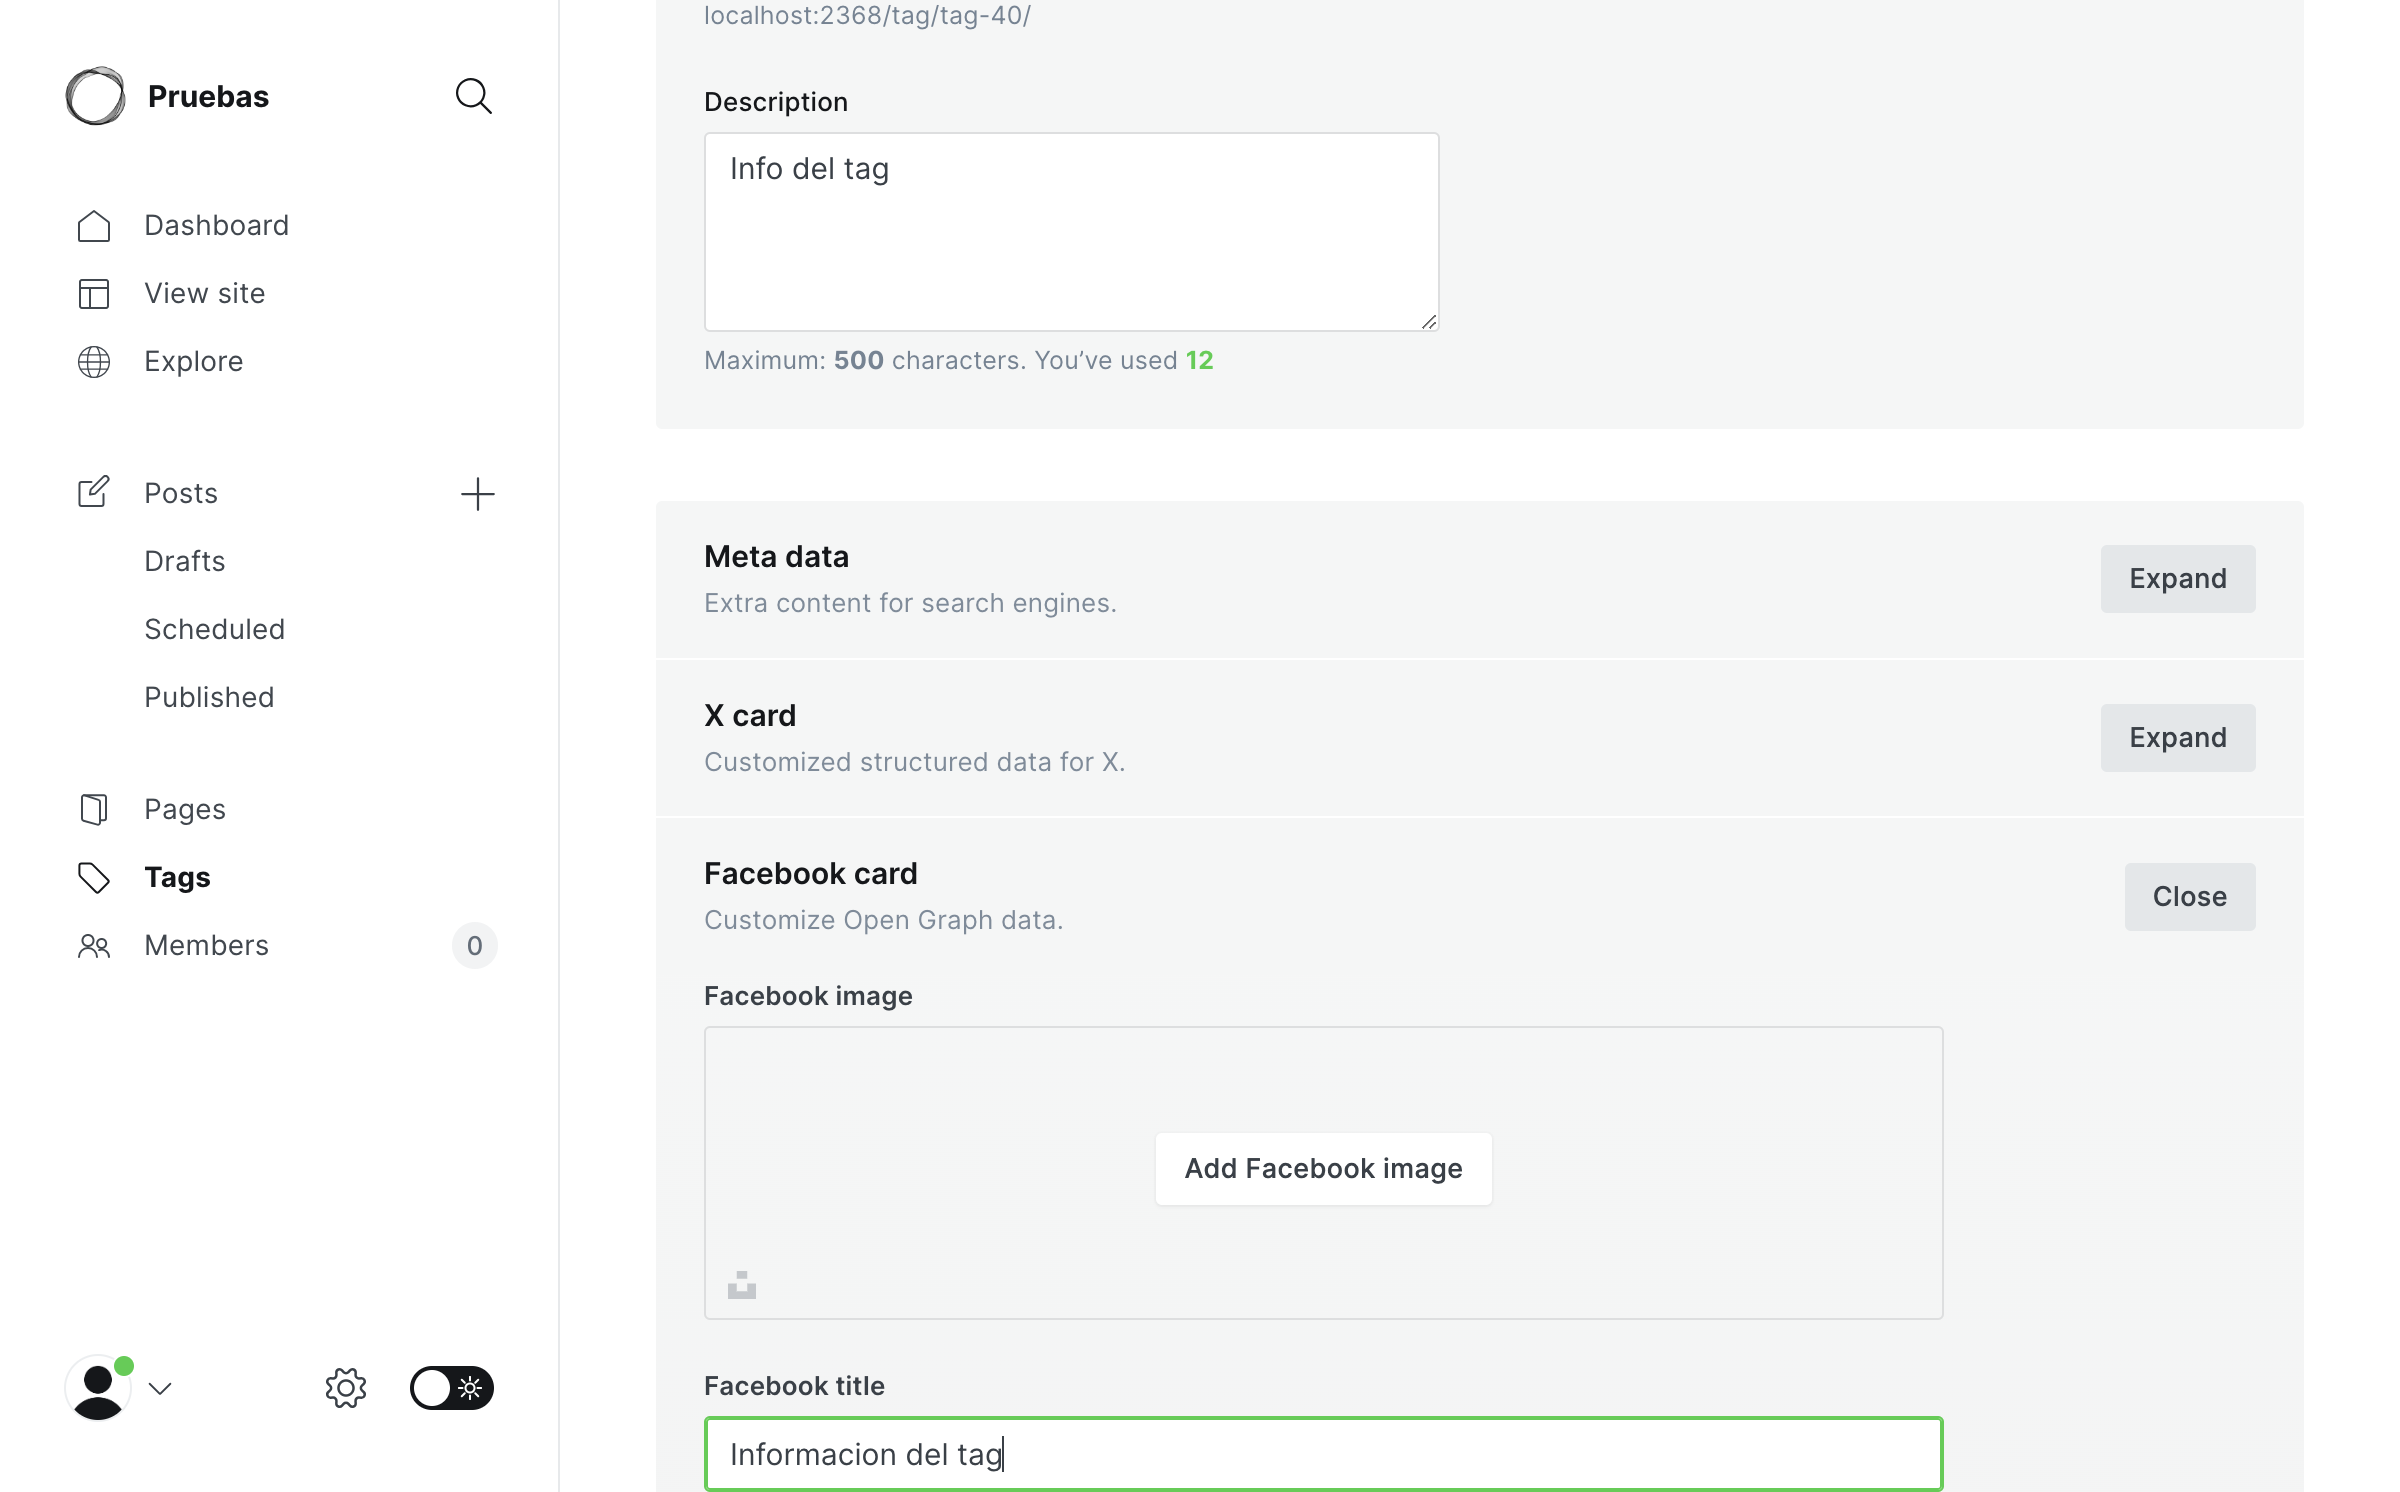 Pruebas
Dashboard
View site
Explore
Posts
Drafts
Scheduled
Published
Pages
Tags
Members
0
localhost:2368/tag/tag-40/
Description
Info del tag
Maximum: 500 characters. You’ve used 12
Meta data
Extra content for search engines.
Expand
X card
Customized structured data for X.
Expand
Facebook card
Customize Open Graph data.
Close
Facebook image
Add Facebook image
Facebook title
Informacion del tag